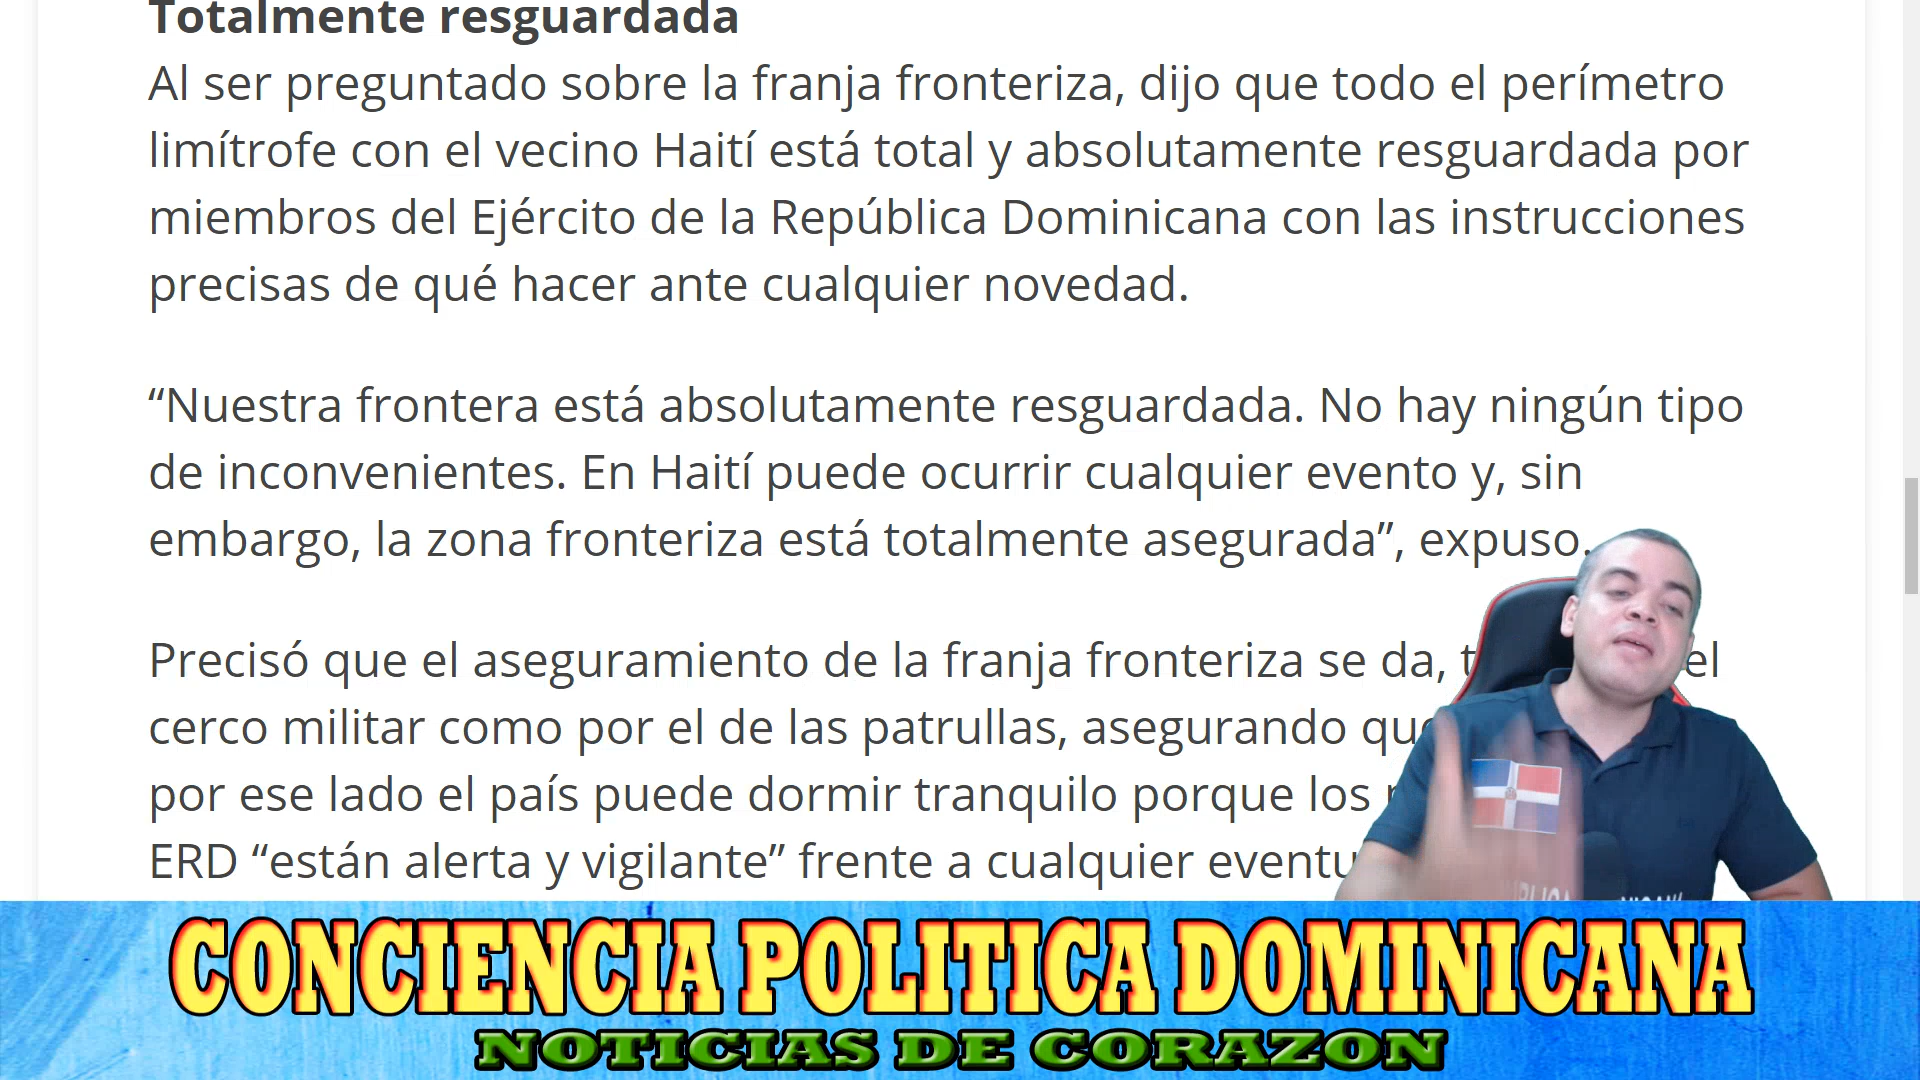 Totalmente resguardada
Al ser preguntado sobre la franja fronteriza, dijo que todo el perímetro
limítrofe con el vecino Haití está total y absolutamente resguardada por
miembros del Ejército de la República Dominicana con las instrucciones
precisas de qué hacer ante cualquier novedad.
“Nuestra frontera está absolutamente resguardada. No hay ningún tipo
de inconvenientes. En Haití puede ocurrir cualquier evento y, sin
embargo, la zona fronteriza está totalmente asegurada”, expuso.
Precisó que el aseguramiento de la franja fronteriza se da, el
cerco militar como por el de las patrullas, asegurando que
por ese lado el país puede dormir tranquilo porque los
ERD “están alerta y vigilante” frente a cualquier
CONCIENCIA POLITICA DOMINICANA
NOTICIAS DE CORAZON